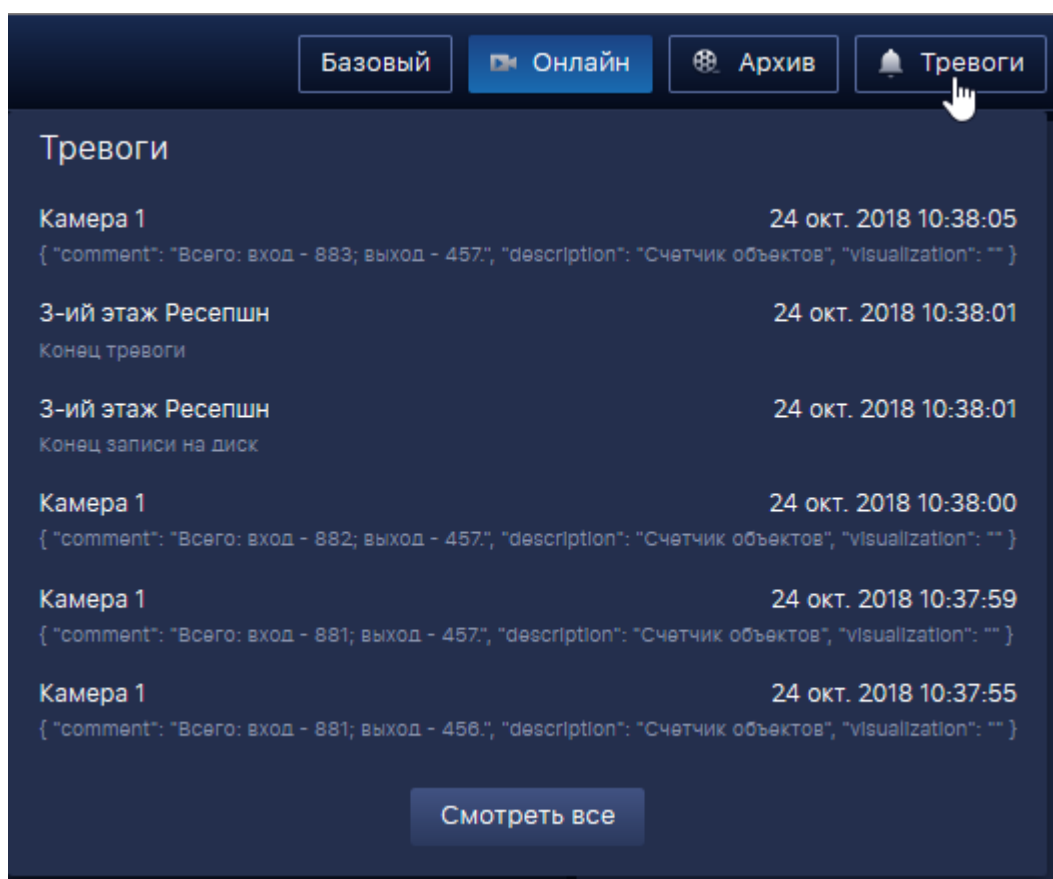 Базовый Онлайн Архив Тревоги
Тревоги
Камера 1 24 окт. 2018 10:38:05
{ "comment": "Всего: вход - 883; выход - 457.", "description": "Счетчик объектов", "visualization": "" }
3-ий этаж Ресепшн 24 окт. 2018 10:38:01
Конец тревоги
3-ий этаж Ресепшн 24 окт. 2018 10:38:01
Конец записи на диск
Камера 1 24 окт. 2018 10:38:00
{ "comment": "Всего: вход - 882; выход - 457.", "description": "Счетчик объектов", "visualization": "" }
Камера 1 24 окт. 2018 10:37:59
{ "comment": "Всего: вход - 881; выход - 457.", "description": "Счетчик объектов", "visualization": "" }
Камера 1 24 окт. 2018 10:37:55
{ "comment": "Всего: вход - 881; выход - 456.", "description": "Счетчик объектов", "visualization": "" }
Смотреть все